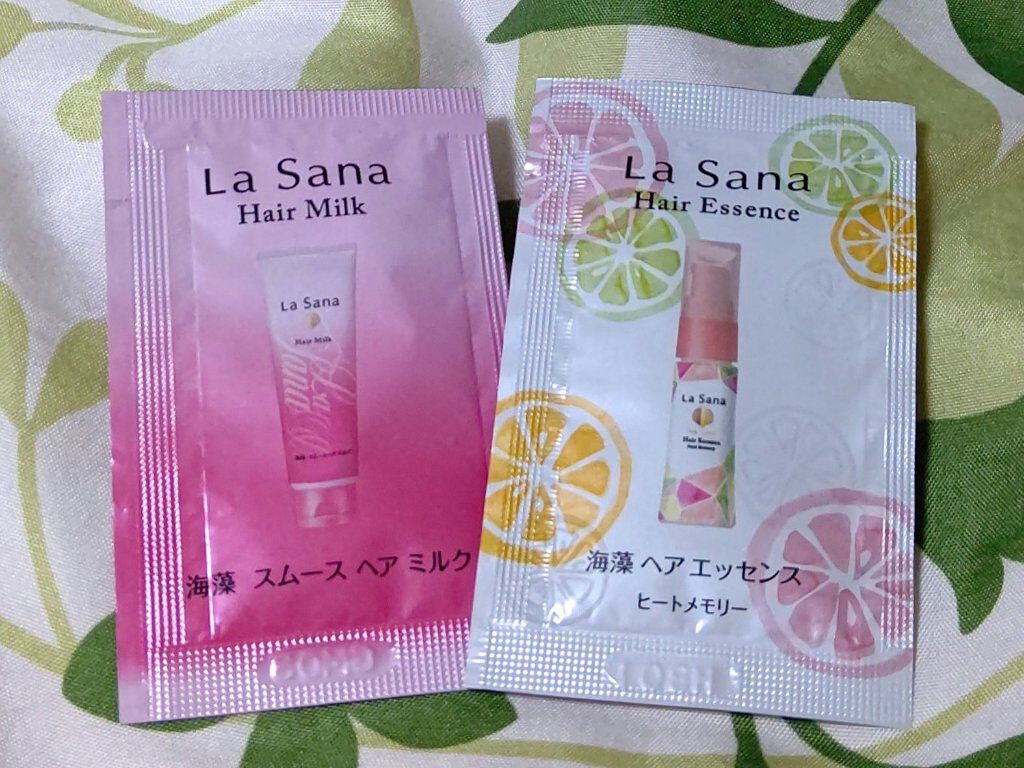 La Sana
Hair Milk
La Sana
Hair Milk
海藻 スムース ヘア ミルク
La Sana
Hair Essence
La Sana
Hair Essence
Heat Memory
海藻 ヘア エッセンス
ヒートメモリー